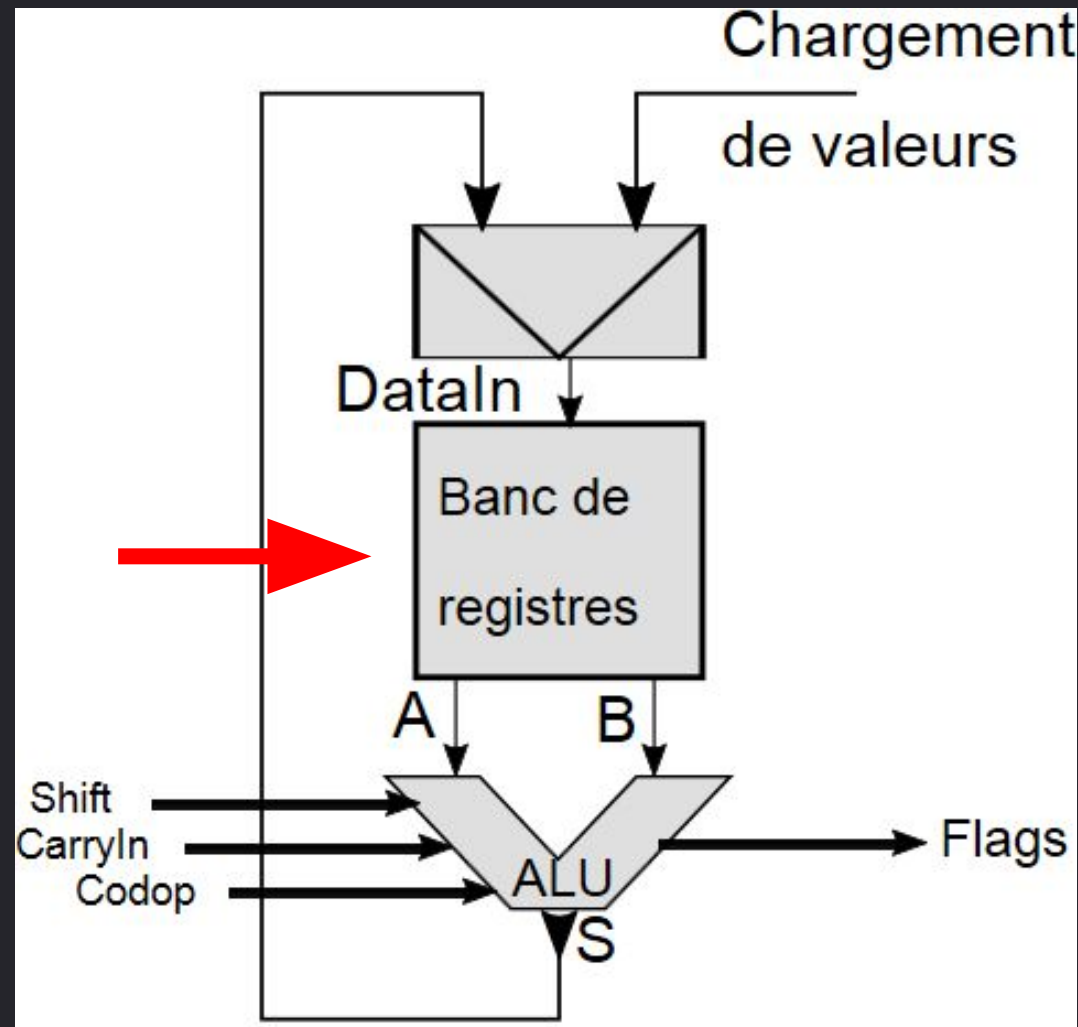 Chargement
de valeurs
DataIn
Banc de
registres
A
B
Shift
CarryIn
Codop
ALU
Flags
S